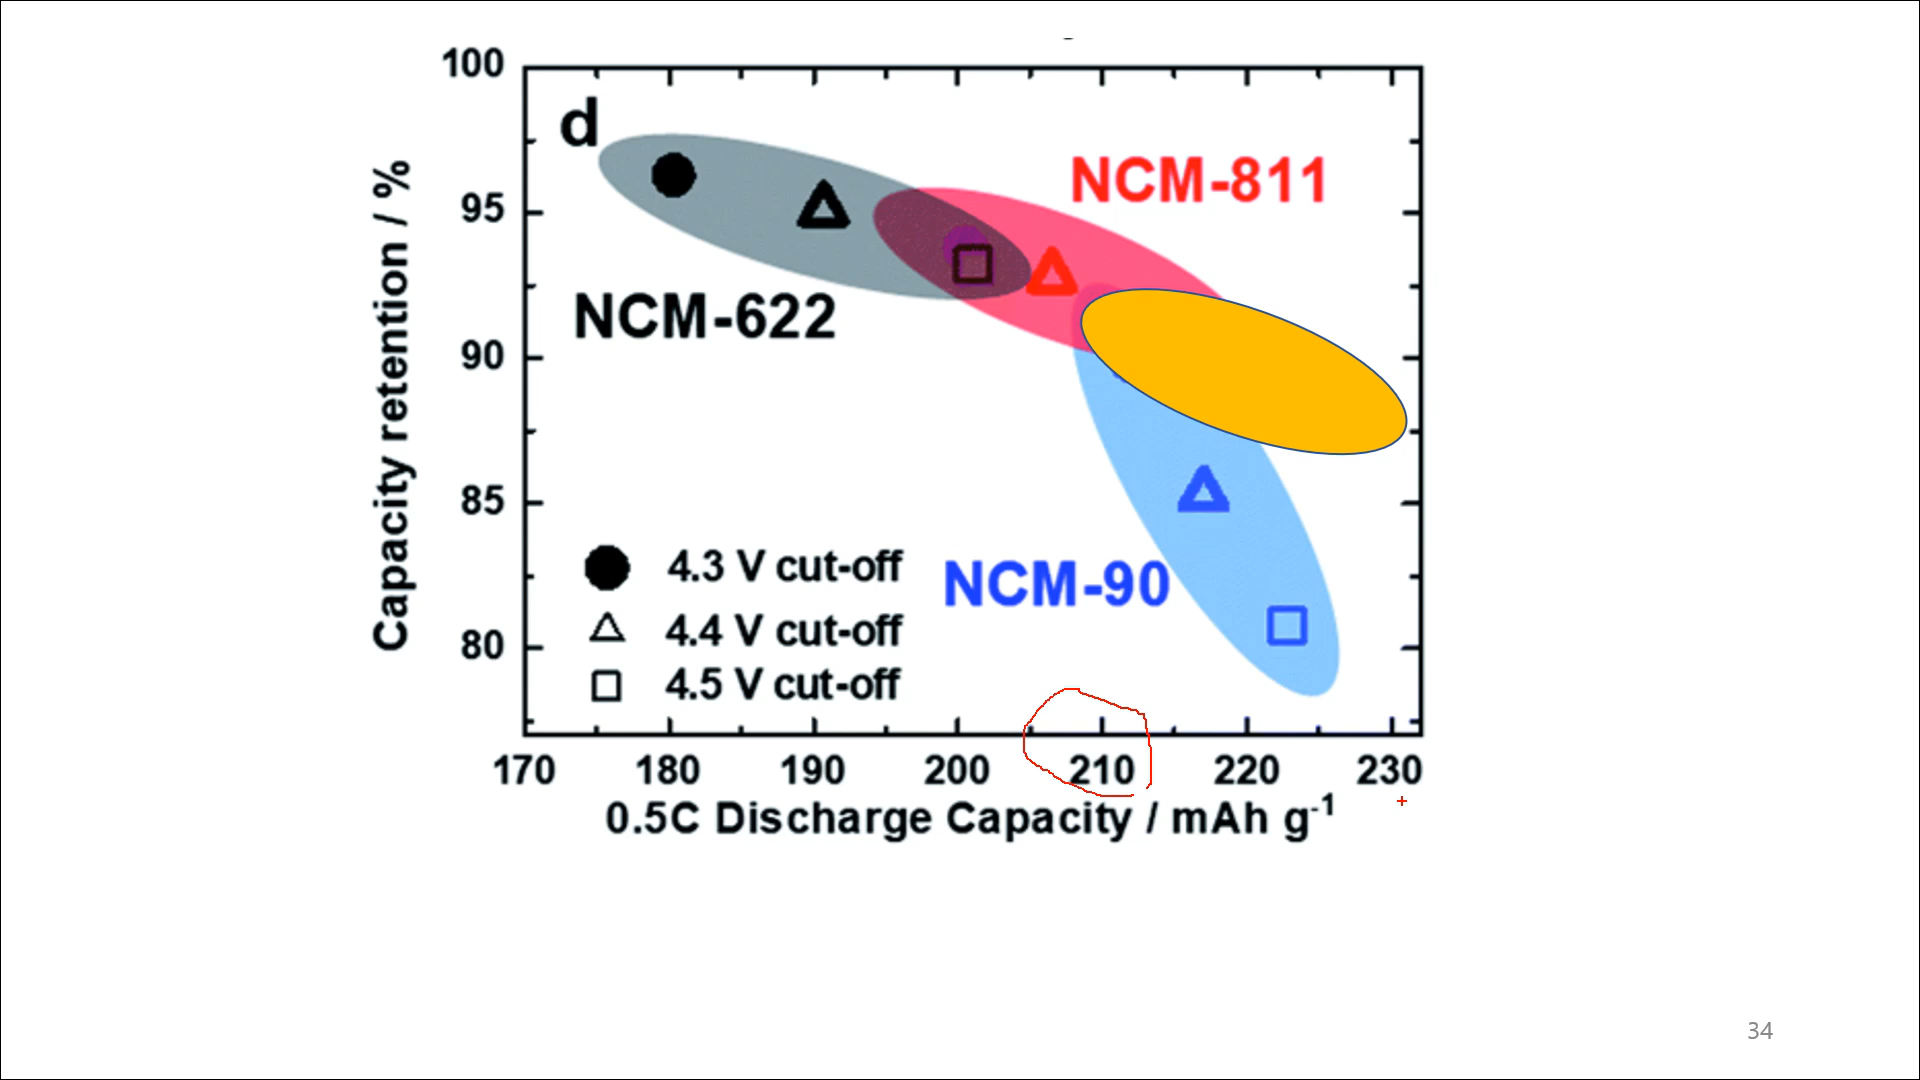 100
d
NCM-811
95
NCM-622
90
85
4.3 V cut-off
NCM-90
4.4 V cut-off
80
4.5 V cut-off
170 180 190 200 210 220 230
0.5C Discharge Capacity / mAh g⁻¹
Capacity retention / %
34